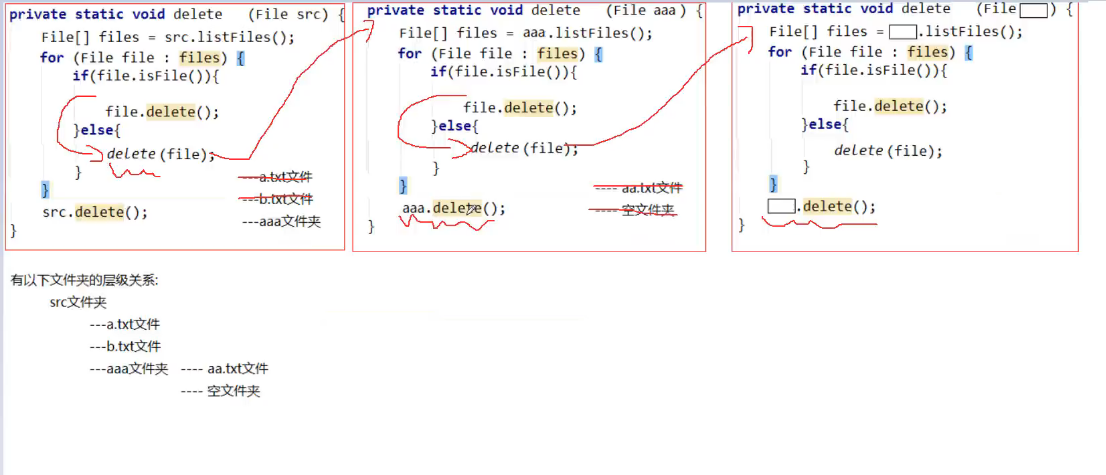 private static void delete (File src) {
File[] files = src.listFiles();
for (File file : files) {
if(file.isFile()){
file.delete();
}else{
delete(file);
}
}
src.delete();
}
---a.txt文件
---b.txt文件
---aaa文件夹
private static void delete (File aaa ) {
File[] files = aaa.listFiles();
for (File file : files) {
if(file.isFile()){
file.delete();
}else{
delete(file);
}
}
aaa.delete();
}
---- aa.txt文件
---- 空文件夹
private static void delete (File ) {
File[] files = .listFiles();
for (File file : files) {
if(file.isFile()){
file.delete();
}else{
delete(file);
}
}
.delete();
}
有以下文件夹的层级关系:
src文件夹
---a.txt文件
---b.txt文件
---aaa文件夹 ---- aa.txt文件
---- 空文件夹